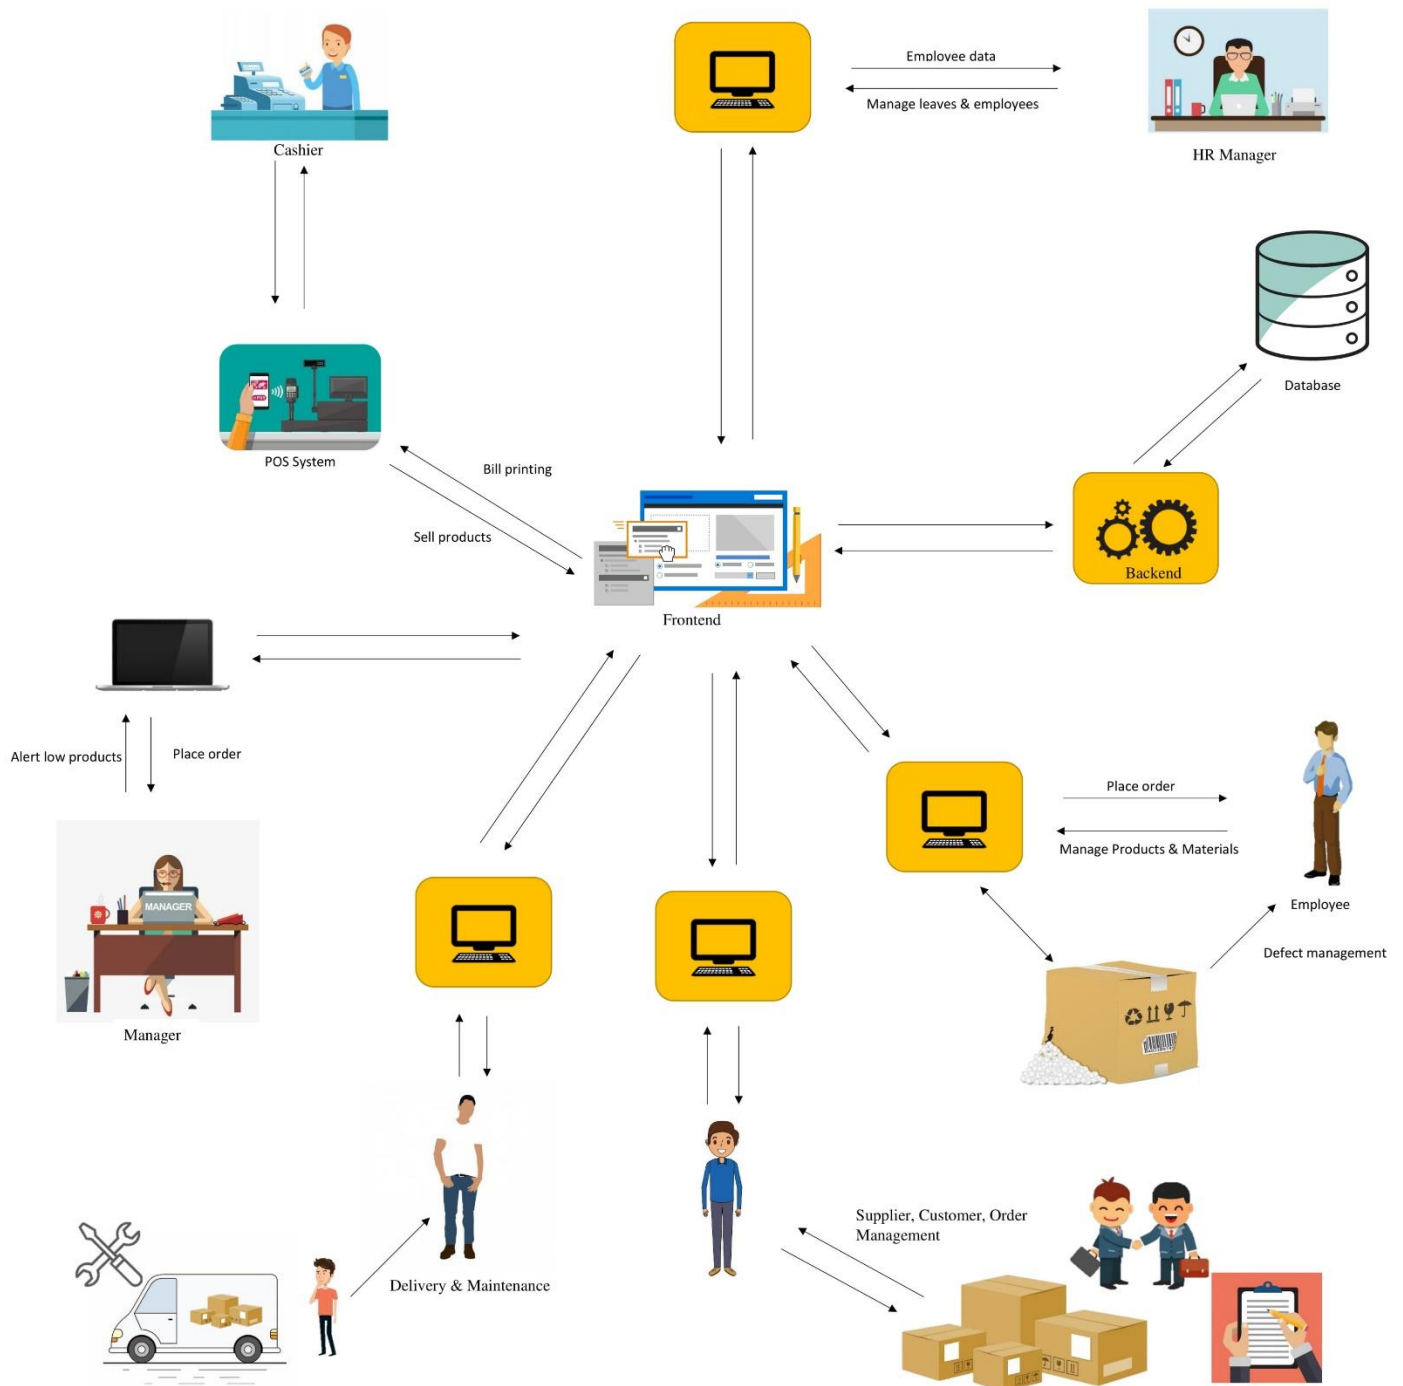 Employee data
Manage leaves & employees
Cashier
HR Manager
Database
POS System
Bill printing
Sell products
Backend
Frontend
Alert low products
Place order
Place order
Manage Products & Materials
MANAGER
Employee
Defect management
Manager
Supplier, Customer, Order
Management
Delivery & Maintenance